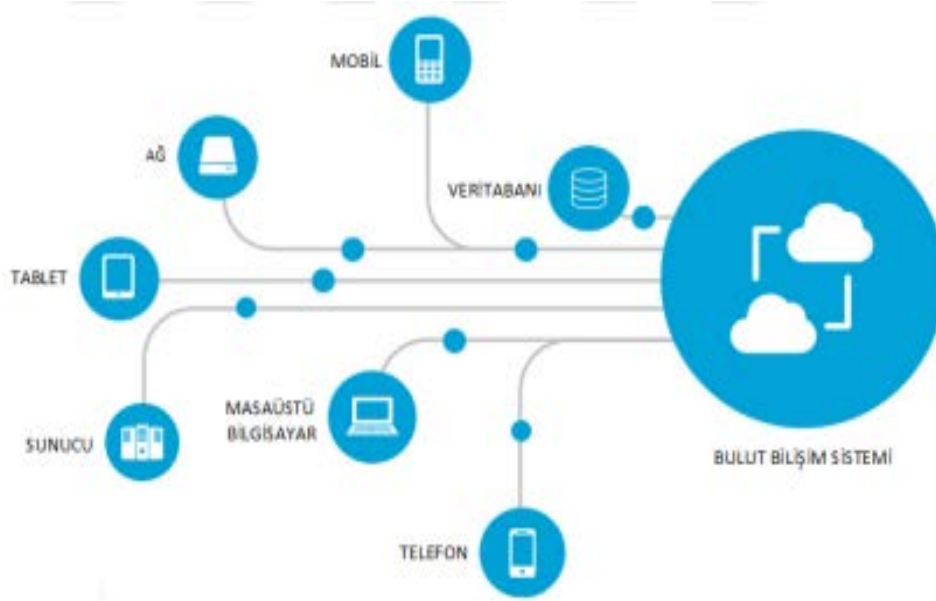 MOBİL
AĞ
VERİTABANI
TABLET
MASAÜSTÜ
BİLGİSAYAR
SUNUCU
BULUT BİLİŞİM SİSTEMİ
TELEFON